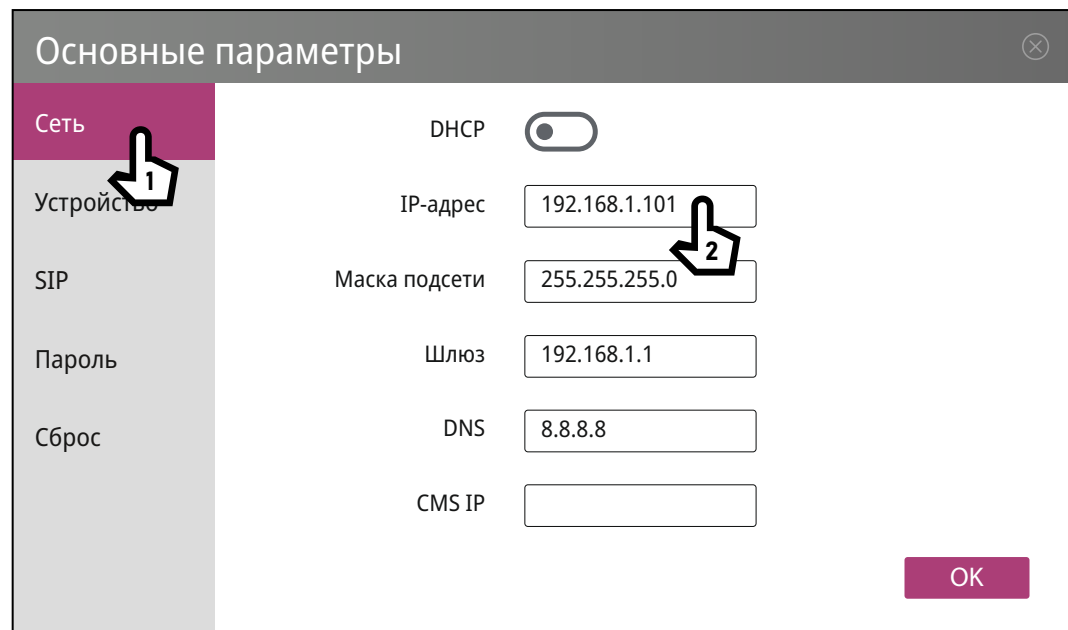 Основные параметры
Сеть
1
Устройство
SIP
Пароль
Сброс
DHCP
IP-адрес 192.168.1.101
2
Маска подсети 255.255.255.0
Шлюз 192.168.1.1
DNS 8.8.8.8
CMS IP
OK